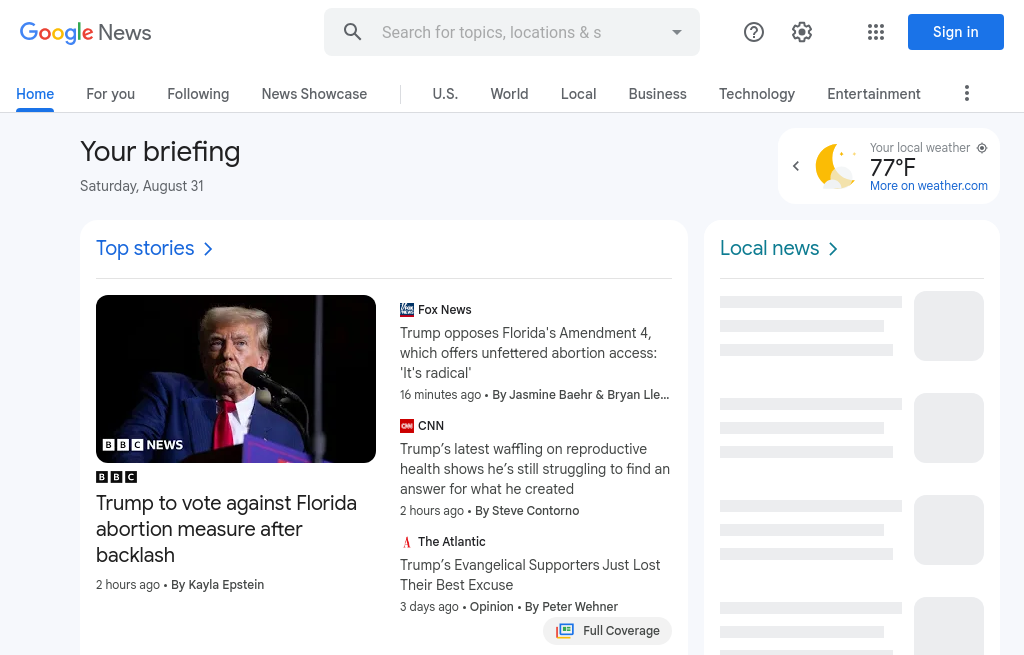 Google News
Search for topics, locations & s
Sign in
Home
For you
Following
News Showcase
U.S.
World
Local
Business
Technology
Entertainment
Your briefing
Saturday, August 31
Your local weather
77°F
More on weather.com
Top stories
Local news
BBC NEWS
BBC
Trump to vote against Florida
abortion measure after
backlash
2 hours ago • By Kayla Epstein
Fox News
Trump opposes Florida's Amendment 4,
which offers unfettered abortion access:
'It's radical'
16 minutes ago • By Jasmine Baehr & Bryan Lle…
CNN
CNN
Trump’s latest waffling on reproductive
health shows he’s still struggling to find an
answer for what he created
2 hours ago • By Steve Contorno
A
The Atlantic
Trump’s Evangelical Supporters Just Lost
Their Best Excuse
3 days ago • Opinion • By Peter Wehner
Full Coverage